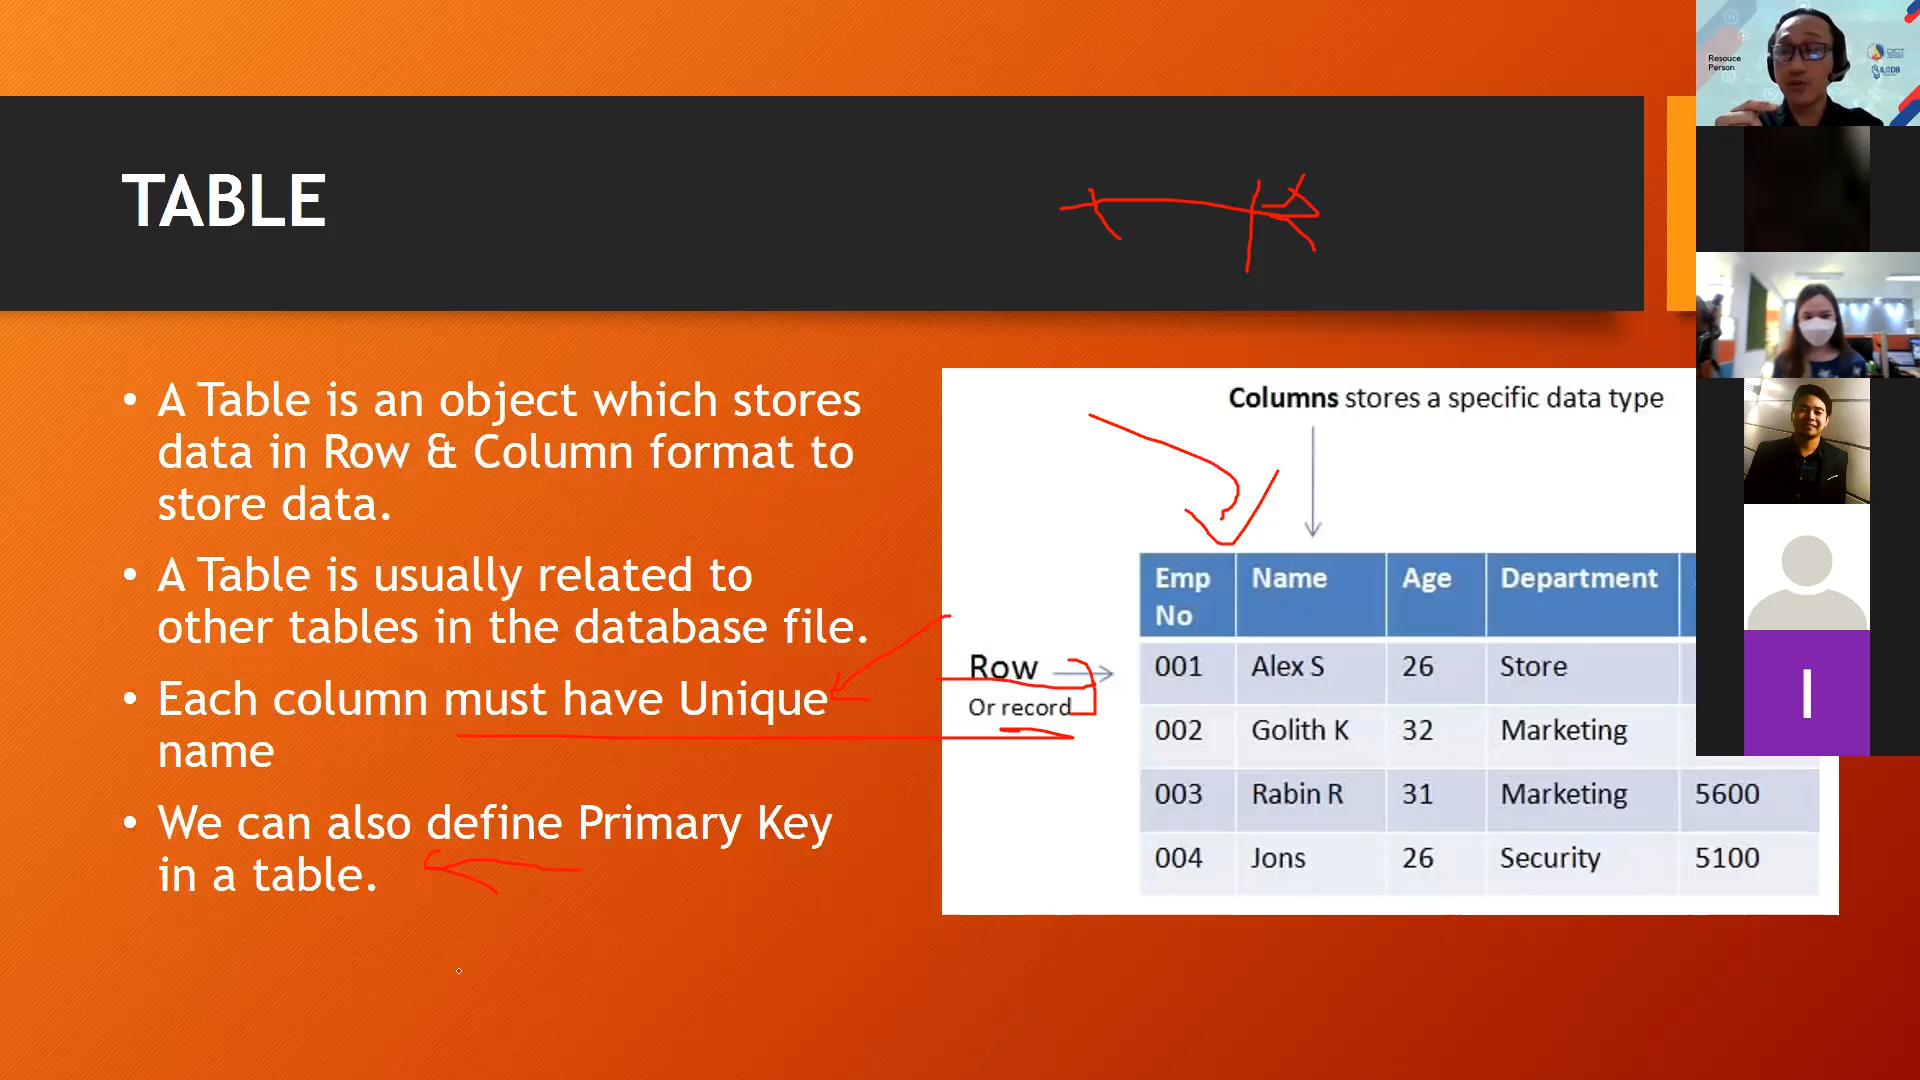 TABLE
• A Table is an object which stores
data in Row & Column format to
store data.
• A Table is usually related to
other tables in the database file.
• Each column must have Unique
name
• We can also define Primary Key
in a table.
Columns stores a specific data type
Row
Or record
Emp No Name Age Department
001 Alex S 26 Store
002 Golith K 32 Marketing
003 Rabin R 31 Marketing 5600
004 Jons 26 Security 5100
Resouce
Person
DICT
ILCDB
I